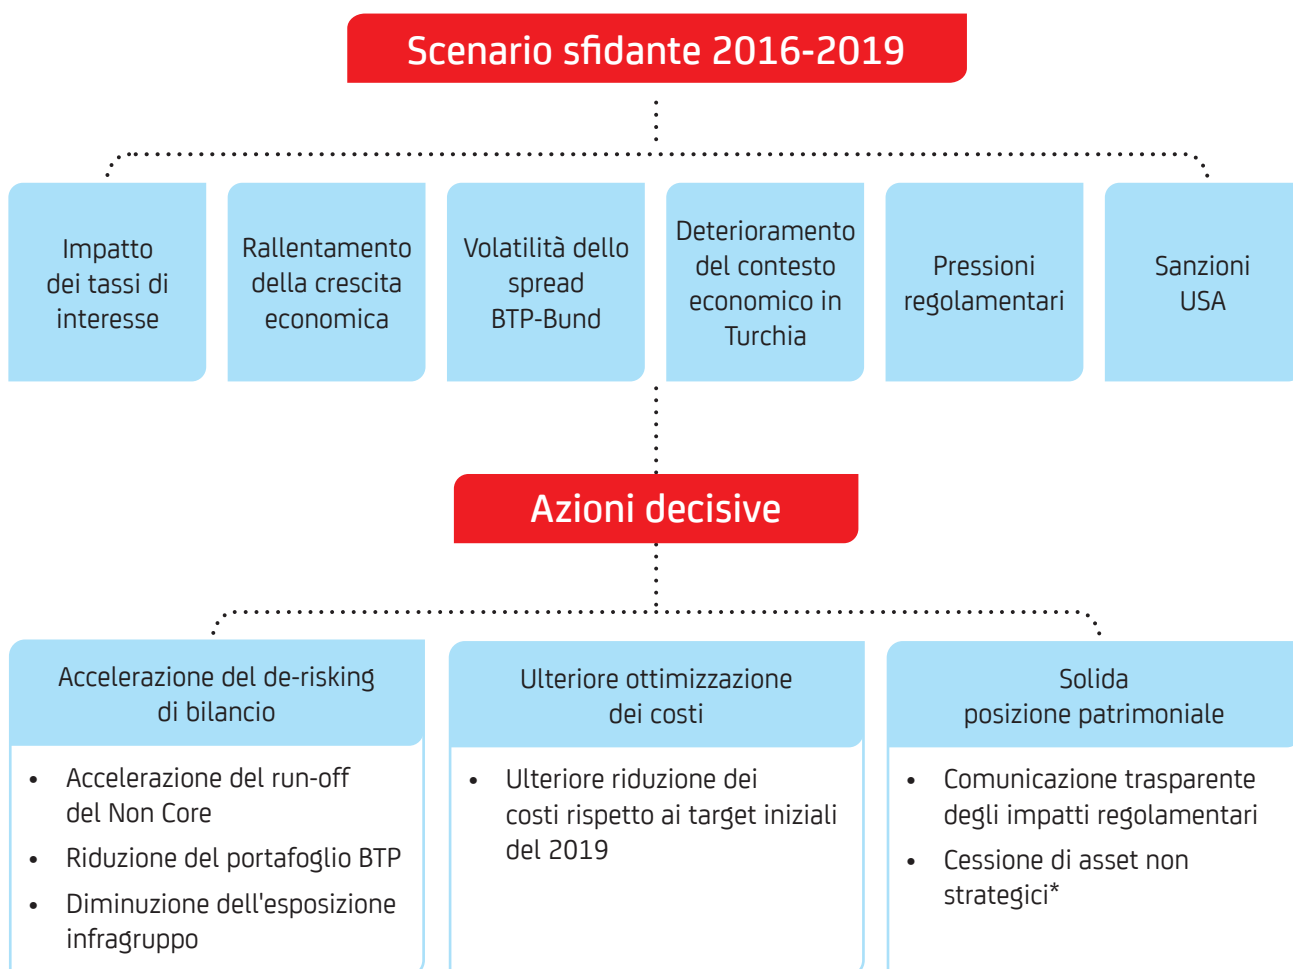 Scenario sfidante 2016-2019
Impatto
dei tassi di
interesse
Rallentamento
della crescita
economica
Volatilità dello
spread
BTP-Bund
Deterioramento
del contesto
economico in
Turchia
Pressioni
regolamentari
Sanzioni
USA
Azioni decisive
Accelerazione del de-risking
di bilancio
• Accelerazione del run-off
del Non Core
• Riduzione del portafoglio BTP
• Diminuzione dell'esposizione
infragruppo
Ulteriore ottimizzazione
dei costi
• Ulteriore riduzione dei
costi rispetto ai target iniziali
del 2019
Solida
posizione patrimoniale
• Comunicazione trasparente
degli impatti regolamentari
• Cessione di asset non
strategici*